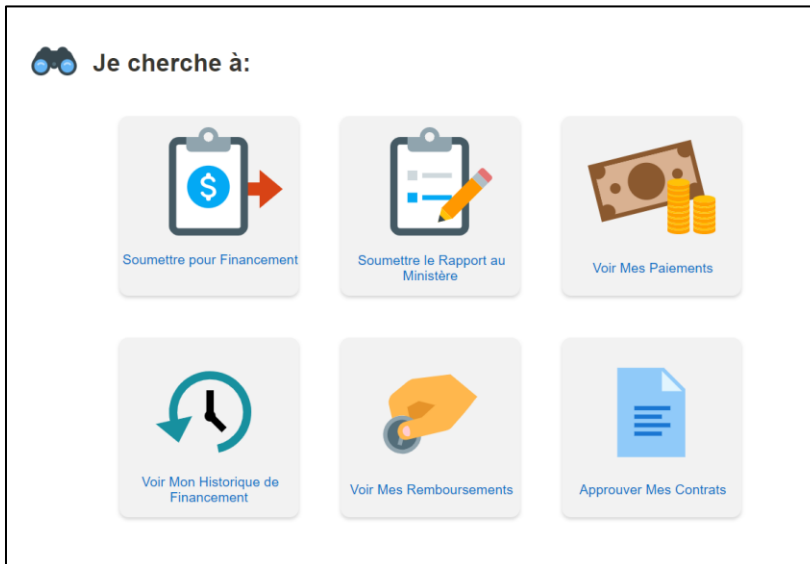 Je cherche à:
$
Soumettre pour Financement
Soumettre le Rapport au
Ministère
Voir Mes Paiements
Voir Mon Historique de
Financement
Voir Mes Remboursements
Approuver Mes Contrats